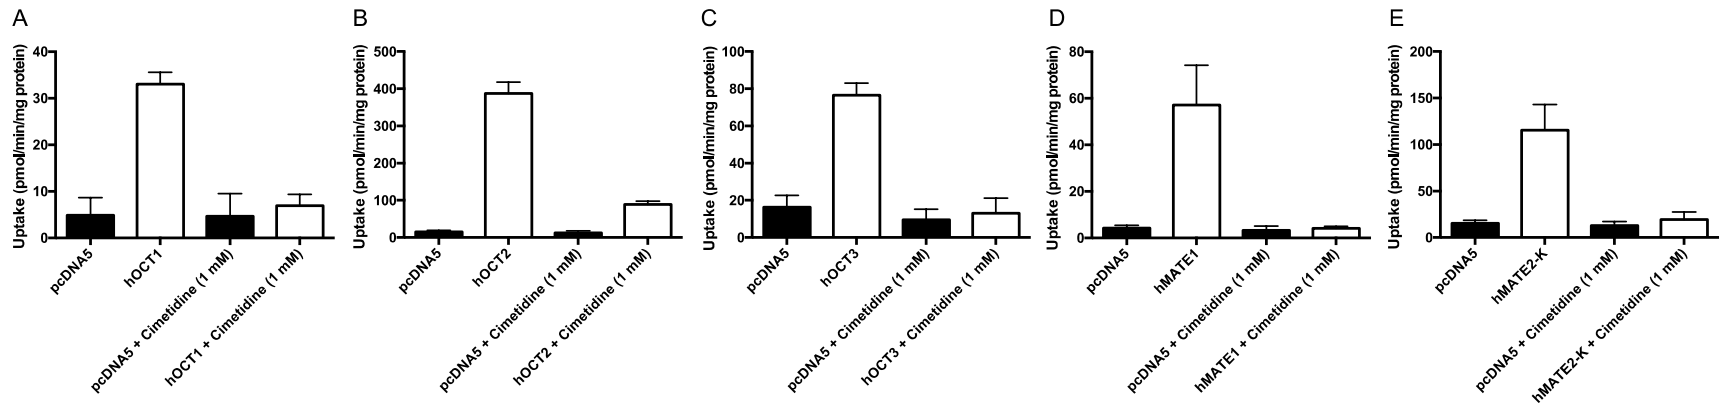 A
Uptake (pmol/min/mg protein)
40
30
20
10
0
pcDNA5
hOCT1
pcDNA5 + Cimetidine (1 mM)
hOCT1 + Cimetidine (1 mM)
B
Uptake (pmol/min/mg protein)
500
400
300
200
100
0
pcDNA5
hOCT2
pcDNA5 + Cimetidine (1 mM)
hOCT2 + Cimetidine (1 mM)
C
Uptake (pmol/min/mg protein)
100
80
60
40
20
0
pcDNA5
hOCT3
pcDNA5 + Cimetidine (1 mM)
hOCT3 + Cimetidine (1 mM)
D
Uptake (pmol/min/mg protein)
80
60
40
20
0
pcDNA5
hMATE1
pcDNA5 + Cimetidine (1 mM)
hMATE1 + Cimetidine (1 mM)
E
Uptake (pmol/min/mg protein)
200
150
100
50
0
pcDNA5
hMATE2-K
pcDNA5 + Cimetidine (1 mM)
hMATE2-K + Cimetidine (1 mM)